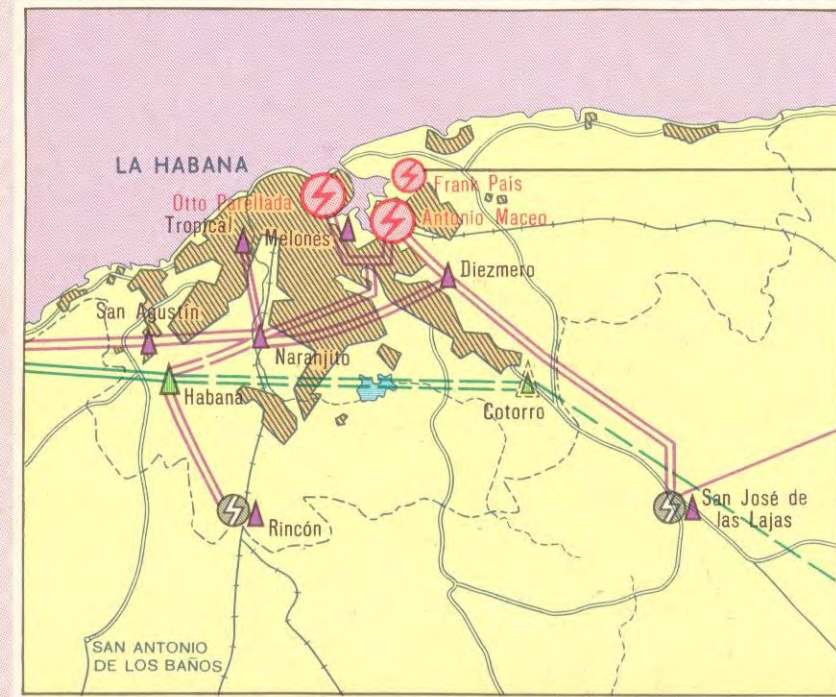 LA HABANA
Otto Parellada
Frank País
Tropical
Melones
Antonio Maceo
Diezmero
San Agustín
Naranjito
Habana
Cotorro
Rincón
San José de
las Lajas
SAN ANTONIO
DE LOS BAÑOS